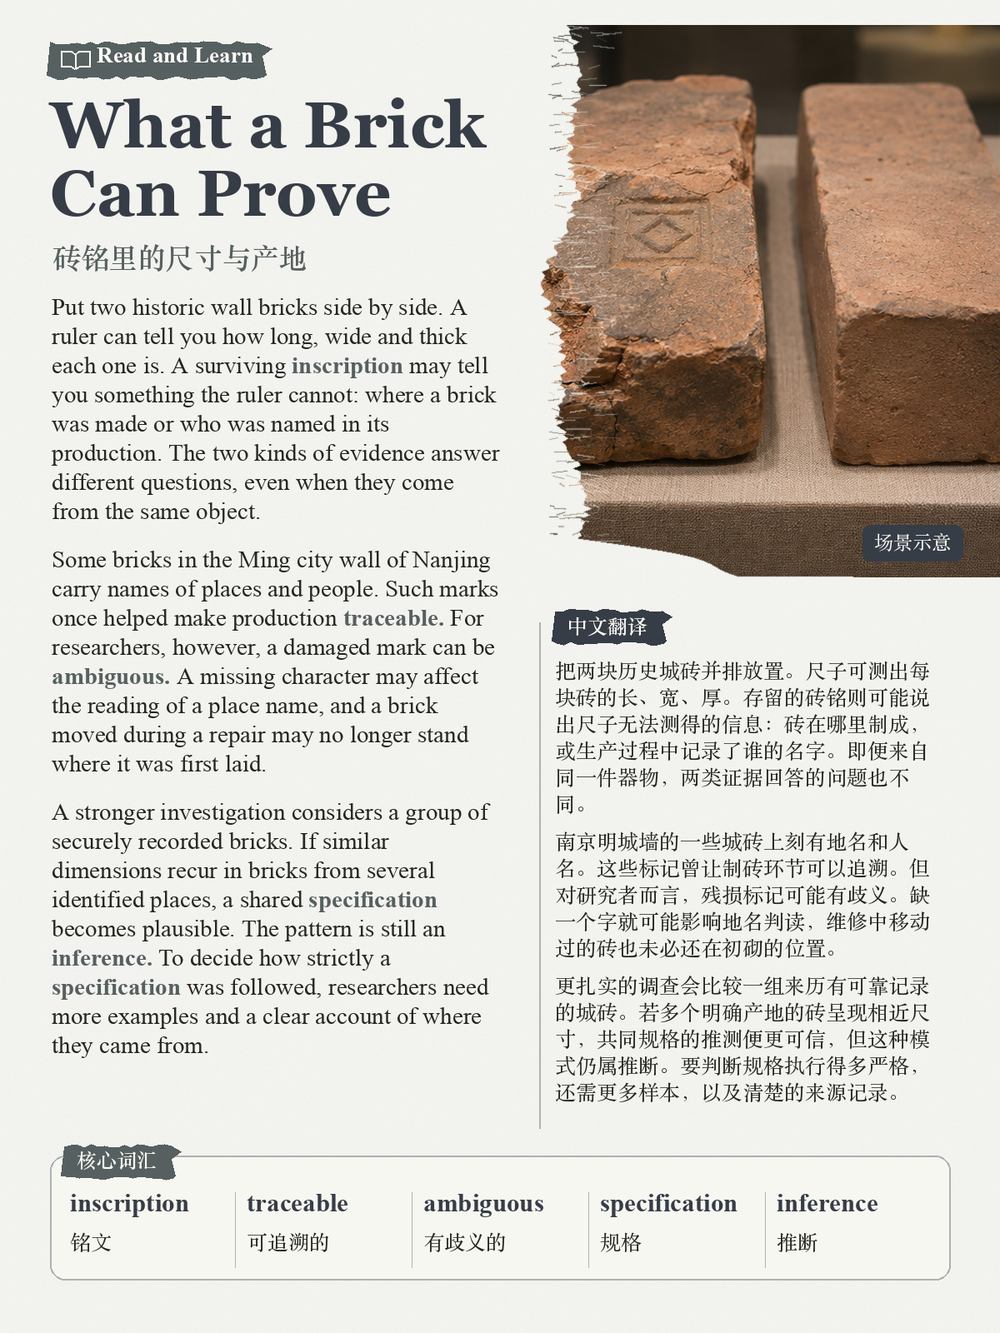 Read and Learn
What a Brick
Can Prove
砖铭里的尺寸与产地
Put two historic wall bricks side by side. A
ruler can tell you how long, wide and thick
each one is. A surviving inscription may tell
you something the ruler cannot: where a brick
was made or who was named in its
production. The two kinds of evidence answer
different questions, even when they come
from the same object.
Some bricks in the Ming city wall of Nanjing
carry names of places and people. Such marks
once helped make production traceable. For
researchers, however, a damaged mark can be
ambiguous. A missing character may affect
the reading of a place name, and a brick
moved during a repair may no longer stand
where it was first laid.
A stronger investigation considers a group of
securely recorded bricks. If similar
dimensions recur in bricks from several
identified places, a shared specification
becomes plausible. The pattern is still an
inference. To decide how strictly a
specification was followed, researchers need
more examples and a clear account of where
they came from.
场景示意
中文翻译
把两块历史城砖并排放置。尺子可测出每
块砖的长、宽、厚。存留的砖铭则可能说
出尺子无法测得的信息：砖在哪里制成，
或生产过程中记录了谁的名字。即便来自
同一件器物，两类证据回答的问题也不
同。
南京明城墙的一些城砖上刻有地名和人
名。这些标记曾让制砖环节可以追溯。但
对研究者而言，残损标记可能有歧义。缺
一个字就可能影响地名判读，维修中移动
过的砖也未必还在初砌的位置。
更扎实的调查会比较一组来历有可靠记录
的城砖。若多个明确产地的砖呈现相近尺
寸，共同规格的推测便更可信，但这种模
式仍属推断。要判断规格执行得多严格，
还需更多样本，以及清楚的来源记录。
核心词汇
inscription
铭文
traceable
可追溯的
ambiguous
有歧义的
specification
规格
inference
推断